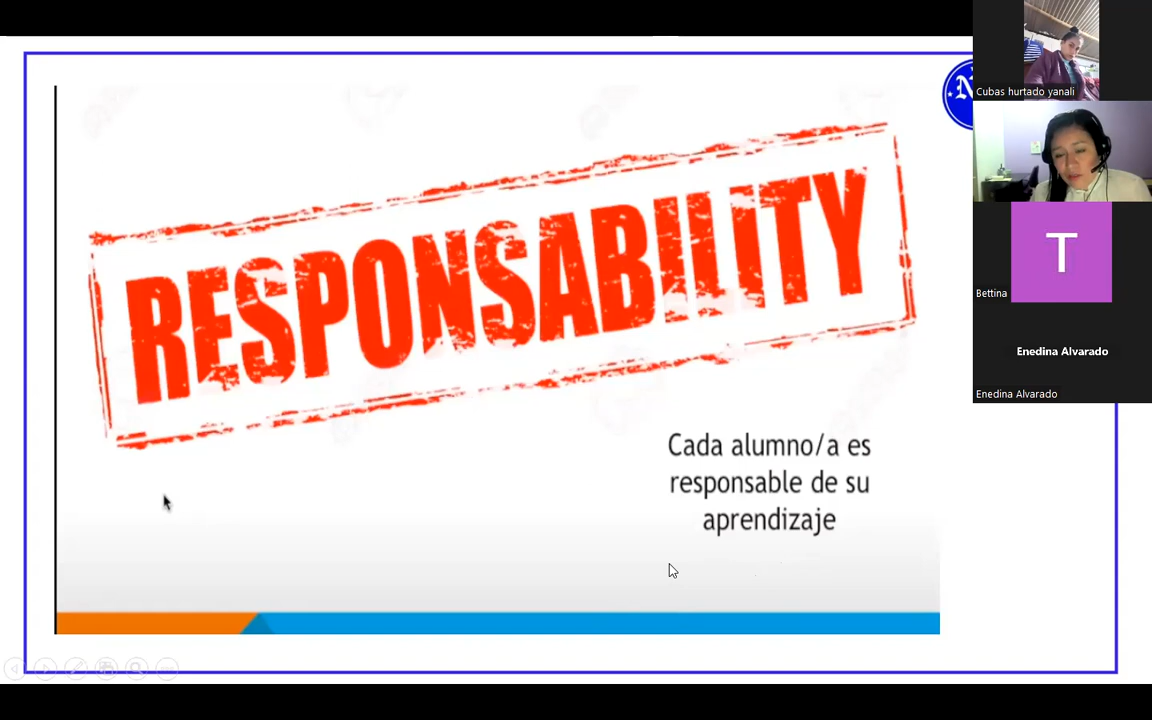 RESPONSABILITY
Cada alumno/a es
responsable de su
aprendizaje
N
Cubas hurtado yanali
T
Bettina
Enedina Alvarado
Enedina Alvarado